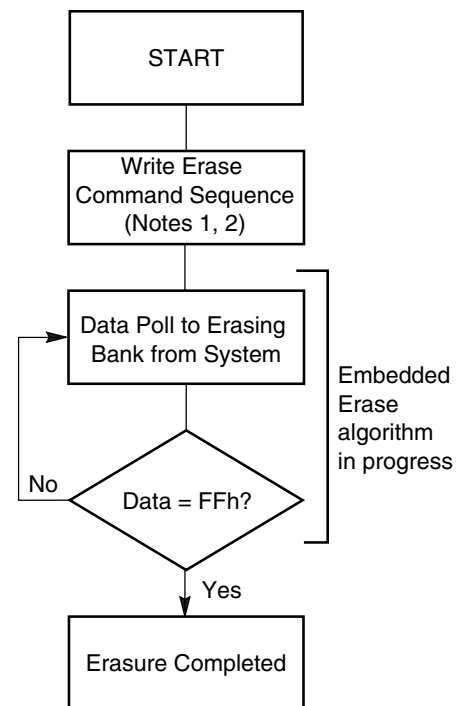 START
Write Erase
Command Sequence
(Notes 1, 2)
Data Poll to Erasing
Bank from System
Embedded
Erase
algorithm
in progress
No
Data = FFh?
Yes
Erasure Completed